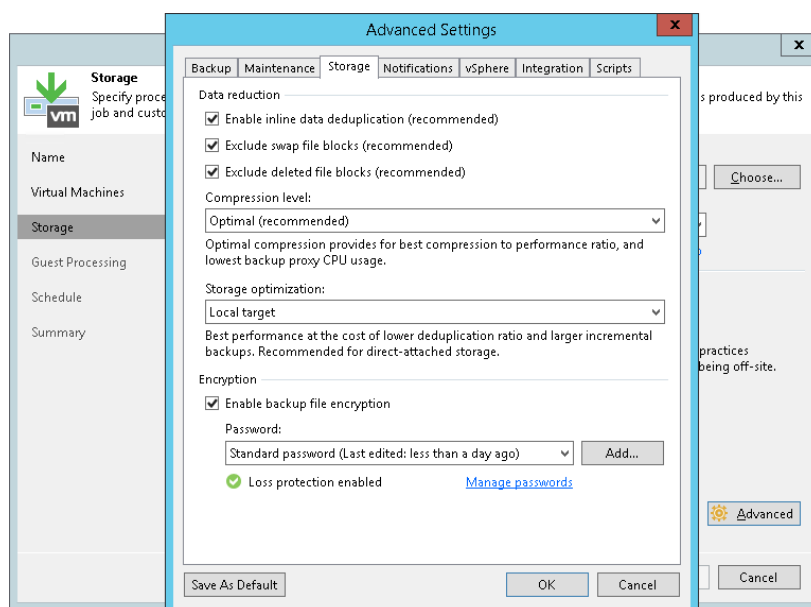 Advanced Settings
x
x
Storage
Specify proce
job and custo
s produced by this
vm
Name
Virtual Machines
Storage
Guest Processing
Schedule
Summary
Backup Maintenance Storage Notifications vSphere Integration Scripts
Data reduction
Enable inline data deduplication (recommended)
Exclude swap file blocks (recommended)
Exclude deleted file blocks (recommended)
Compression level:
Optimal (recommended)
Optimal compression provides for best compression to performance ratio, and
lowest backup proxy CPU usage.
Storage optimization:
Local target
Best performance at the cost of lower deduplication ratio and larger incremental
backups. Recommended for direct-attached storage.
Encryption
Enable backup file encryption
Password:
Standard password (Last edited: less than a day ago)
Add...
Loss protection enabled
Manage passwords
Save As Default
OK
Cancel
Choose...
practices
being off-site.
Advanced
Cancel